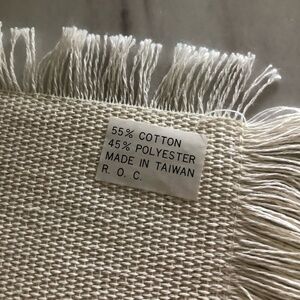 55% COTTON
45% POLYESTER
MADE IN TAIWAN
R. O. C.